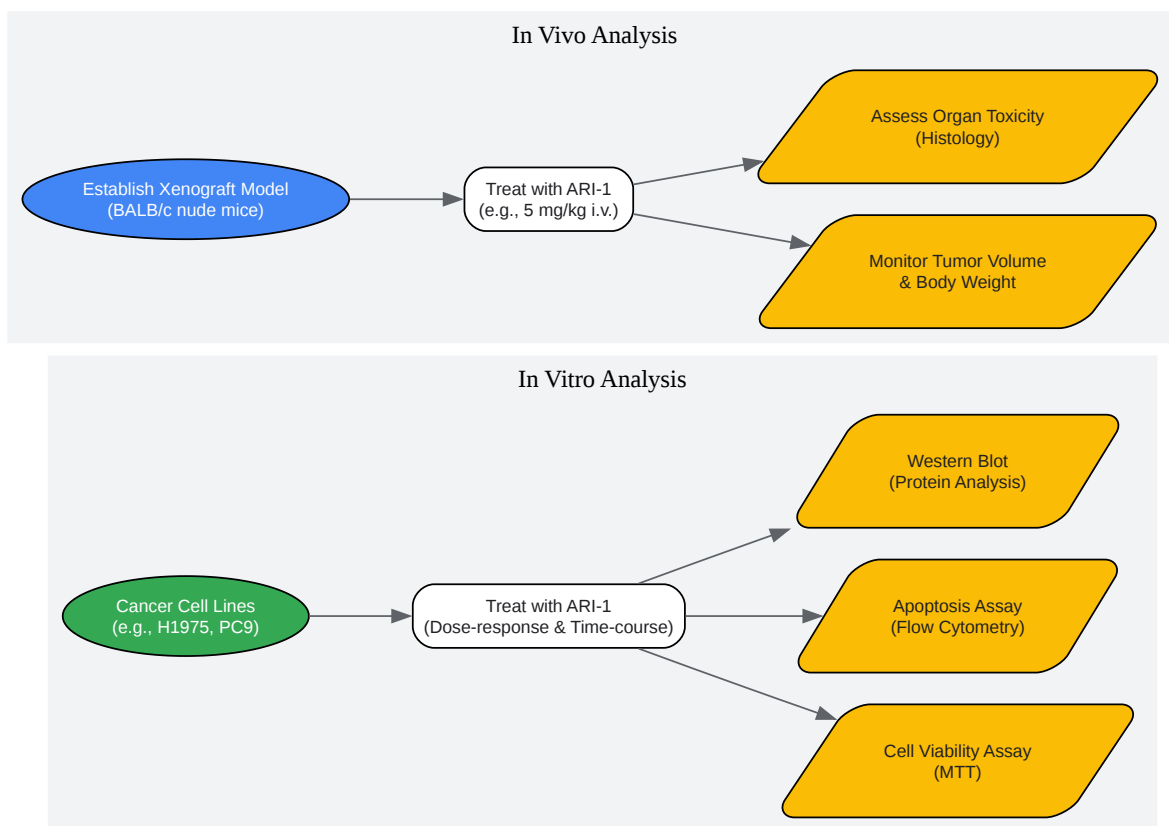 In Vivo Analysis
Assess Organ Toxicity
(Histology)
Establish Xenograft Model
(BALB/c nude mice)
Treat with ARI-1
(e.g., 5 mg/kg i.v.)
Monitor Tumor Volume
& Body Weight
In Vitro Analysis
Western Blot
(Protein Analysis)
Cancer Cell Lines
(e.g., H1975, PC9)
Treat with ARI-1
(Dose-response & Time-course)
Apoptosis Assay
(Flow Cytometry)
Cell Viability Assay
(MTT)